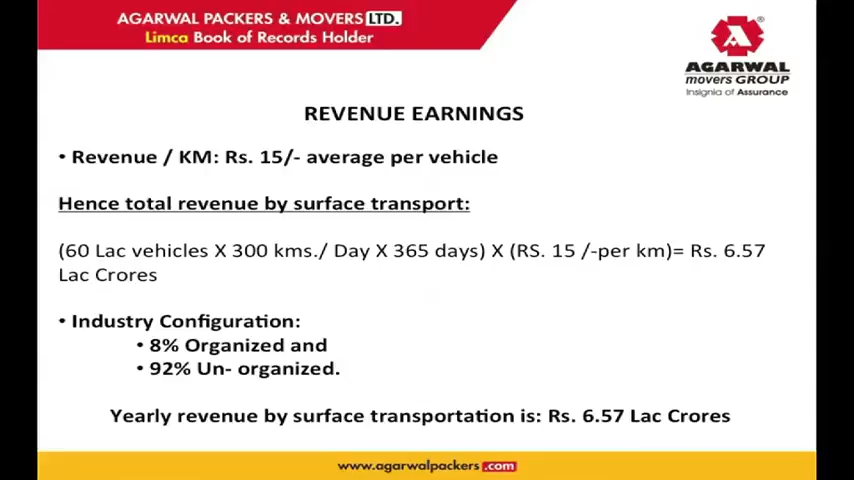 AGARWAL PACKERS & MOVERS LTD.
Limca Book of Records Holder
A
AGARWAL
movers GROUP
Insignia of Assurance
REVENUE EARNINGS
• Revenue / KM: Rs. 15/- average per vehicle
Hence total revenue by surface transport:
(60 Lac vehicles X 300 kms./ Day X 365 days) X (RS. 15 /-per km)= Rs. 6.57
Lac Crores
• Industry Configuration:
• 8% Organized and
• 92% Un- organized.
Yearly revenue by surface transportation is: Rs. 6.57 Lac Crores
www.agarwalpackers.com